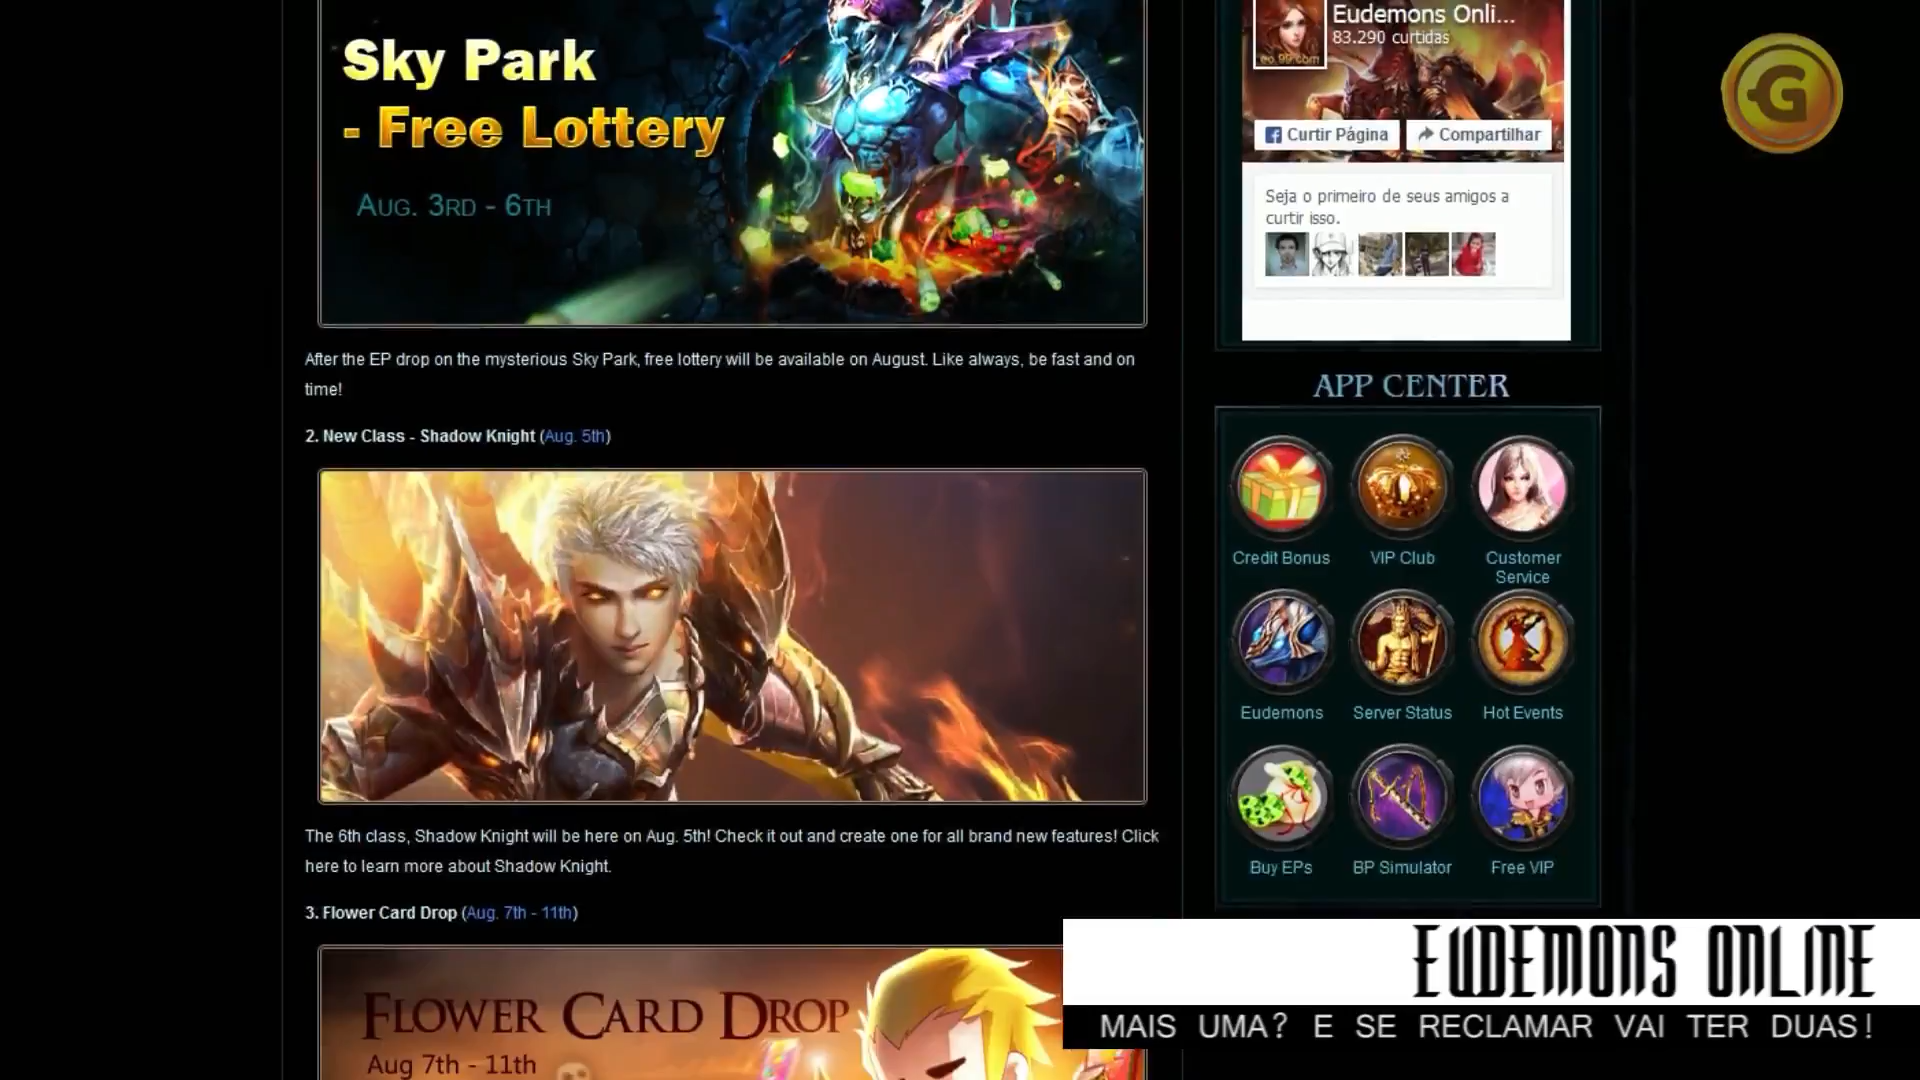 Sky Park
- Free Lottery
AUG. 3RD - 6TH
After the EP drop on the mysterious Sky Park, free lottery will be available on August. Like always, be fast and on
time!
2. New Class - Shadow Knight (Aug. 5th)
The 6th class, Shadow Knight will be here on Aug. 5th! Check it out and create one for all brand new features! Click
here to learn more about Shadow Knight.
3. Flower Card Drop (Aug. 7th - 11th)
FLOWER CARD DROP
Aug 7th - 11th
Eudemons Onli...
83.290 curtidas
eo.99.com
Curtir Página
Compartilhar
Seja o primeiro de seus amigos a
curtir isso.
APP CENTER
Credit Bonus
VIP Club
Customer
Service
Eudemons
Server Status
Hot Events
Buy EPs
BP Simulator
Free VIP
G
EUDEMONS ONLINE
MAIS UMA? E SE RECLAMAR VAI TER DUAS!